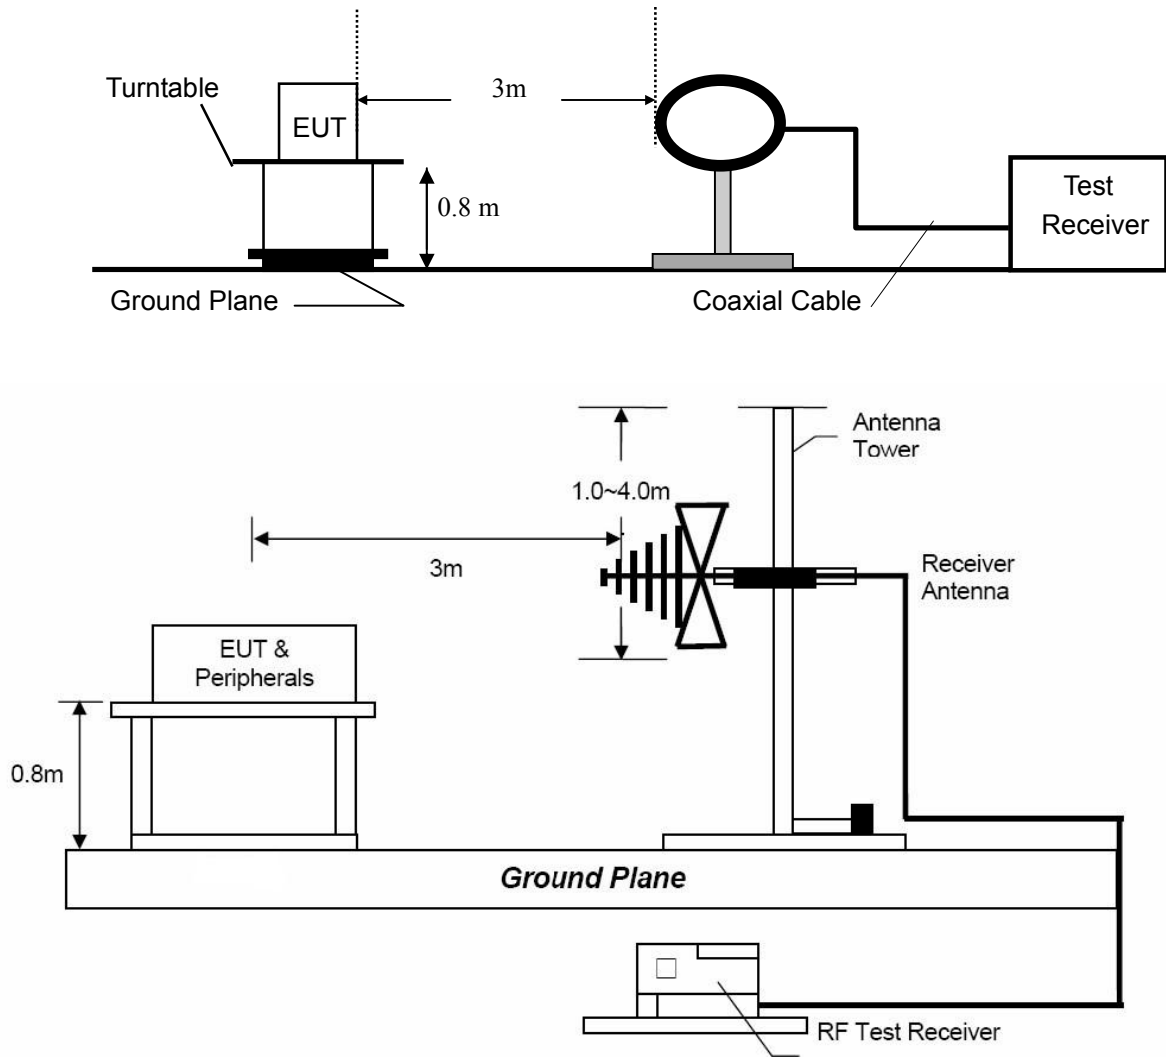 Turntable
EUT
3m
0.8 m
Test
Receiver
Ground Plane
Coaxial Cable
Antenna
Tower
1.0~4.0m
3m
Receiver
Antenna
EUT &
Peripherals
0.8m
Ground Plane
RF Test Receiver